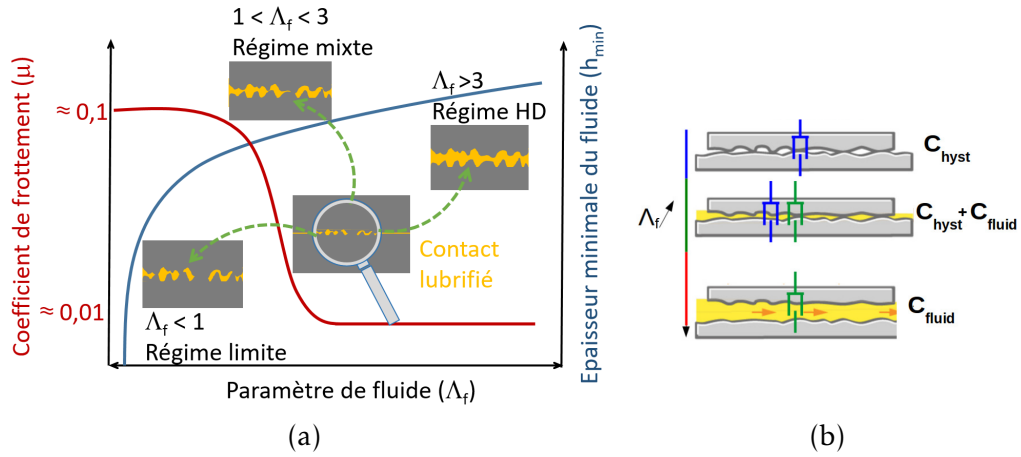 1 < Λf < 3
Régime mixte
Λf >3
Régime HD
Coefficient de frottement (μ)
≈ 0,1
≈ 0,01
Contact
lubrifié
Λf < 1
Régime limite
Paramètre de fluide (Λf)
Epaisseur minimale du fluide (hmin)
(a)
Λf
Chyst
Chyst+Cfluid
Cfluid
(b)